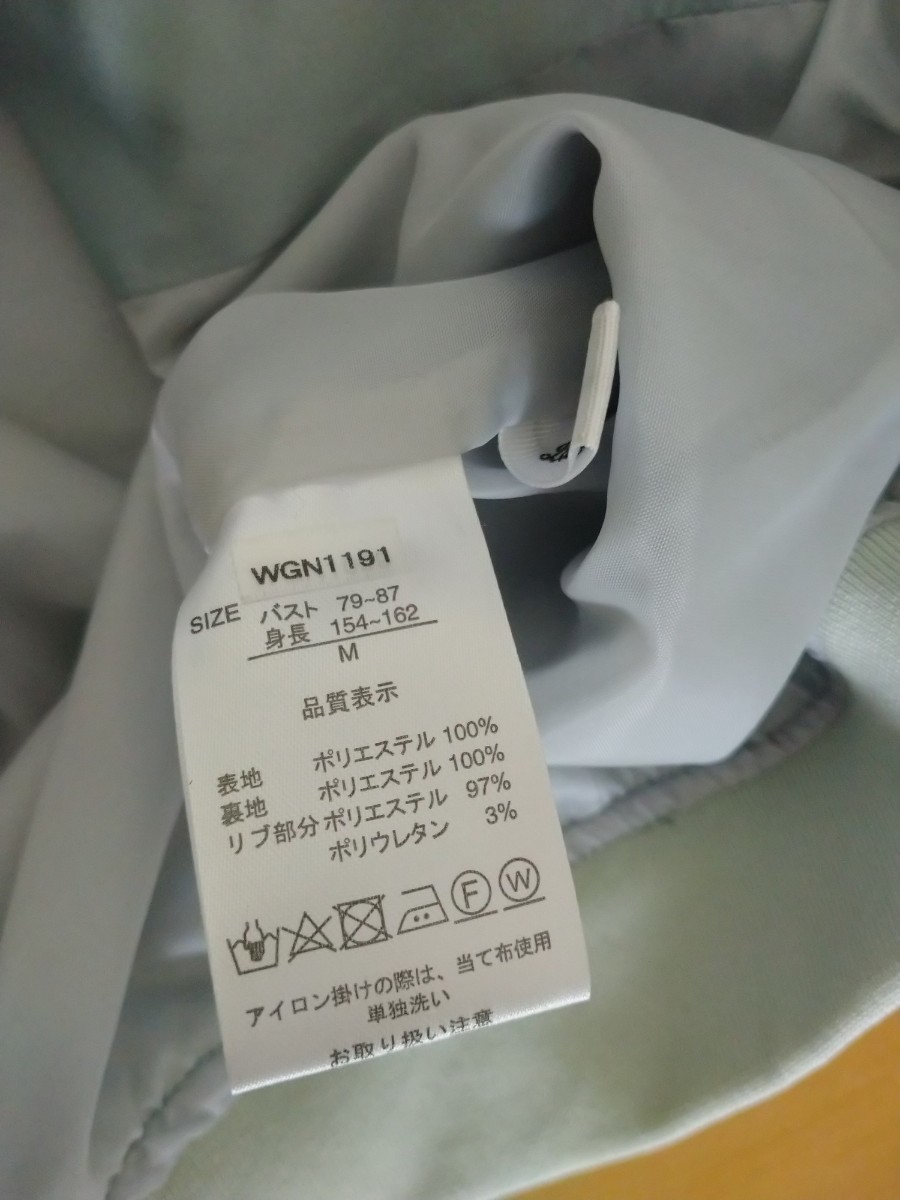 WGN1191
SIZE バスト 79~87
身長 154~162
M
品質表示
表地 ポリエステル 100%
裏地 ポリエステル 100%
リブ部分 ポリエステル 97%
ポリウレタン 3%
F W
アイロン掛けの際は、当て布使用
単独洗い
お取り扱い注意